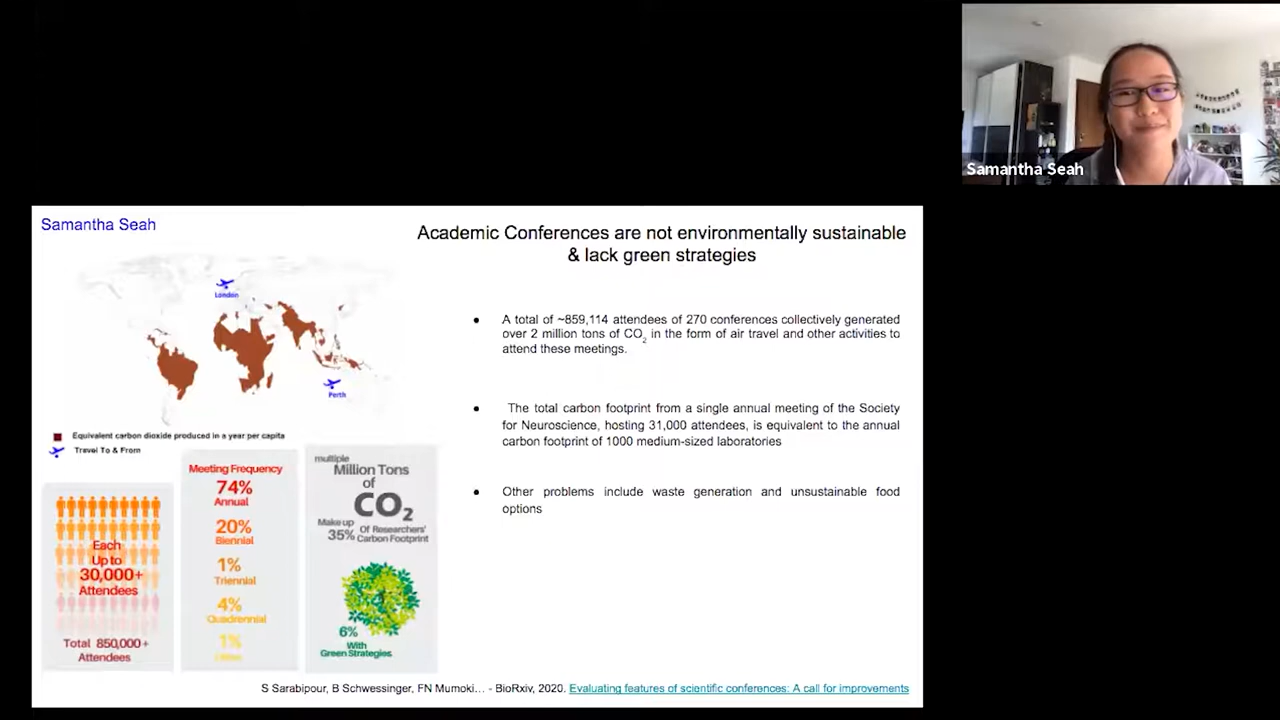 Samantha Seah
Samantha Seah
Academic Conferences are not environmentally sustainable
& lack green strategies
London
Perth
Equivalent carbon dioxide produced in a year per capita
Travel To & From
Each
Up to
30,000+
Attendees
Total 850,000+
Attendees
Meeting Frequency
74%
Annual
20%
Biennial
1%
Triennial
4%
Quadrennial
1%
multiple
Million Tons
of
CO2
Make up
35% Of Researchers'
Carbon Footprint
6%
With
Green Strategies
● A total of ~859,114 attendees of 270 conferences collectively generated
over 2 million tons of CO2 in the form of air travel and other activities to
attend these meetings.
● The total carbon footprint from a single annual meeting of the Society
for Neuroscience, hosting 31,000 attendees, is equivalent to the annual
carbon footprint of 1000 medium-sized laboratories
● Other problems include waste generation and unsustainable food
options
S Sarabipour, B Schwessinger, FN Mumoki... - BioRxiv, 2020. Evaluating features of scientific conferences: A call for improvements